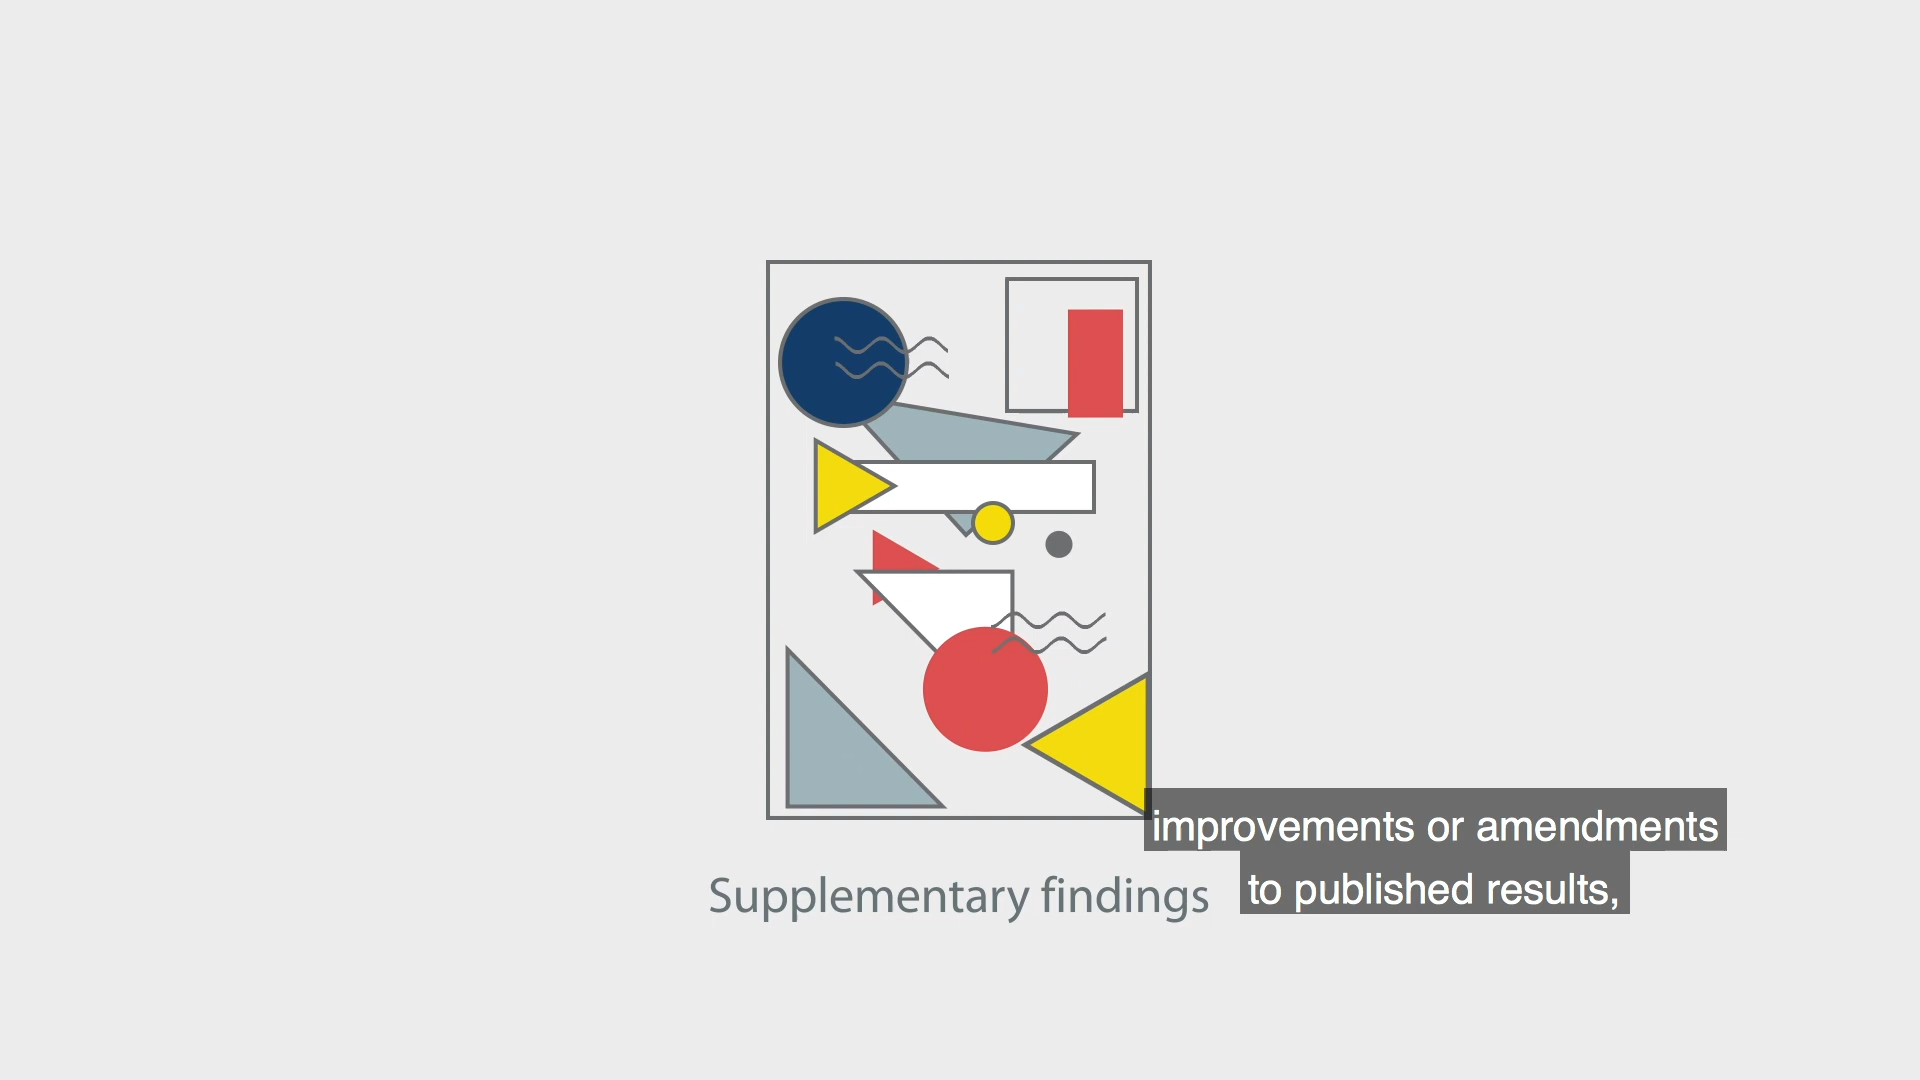 Supplementary findings
improvements or amendments
to published results,